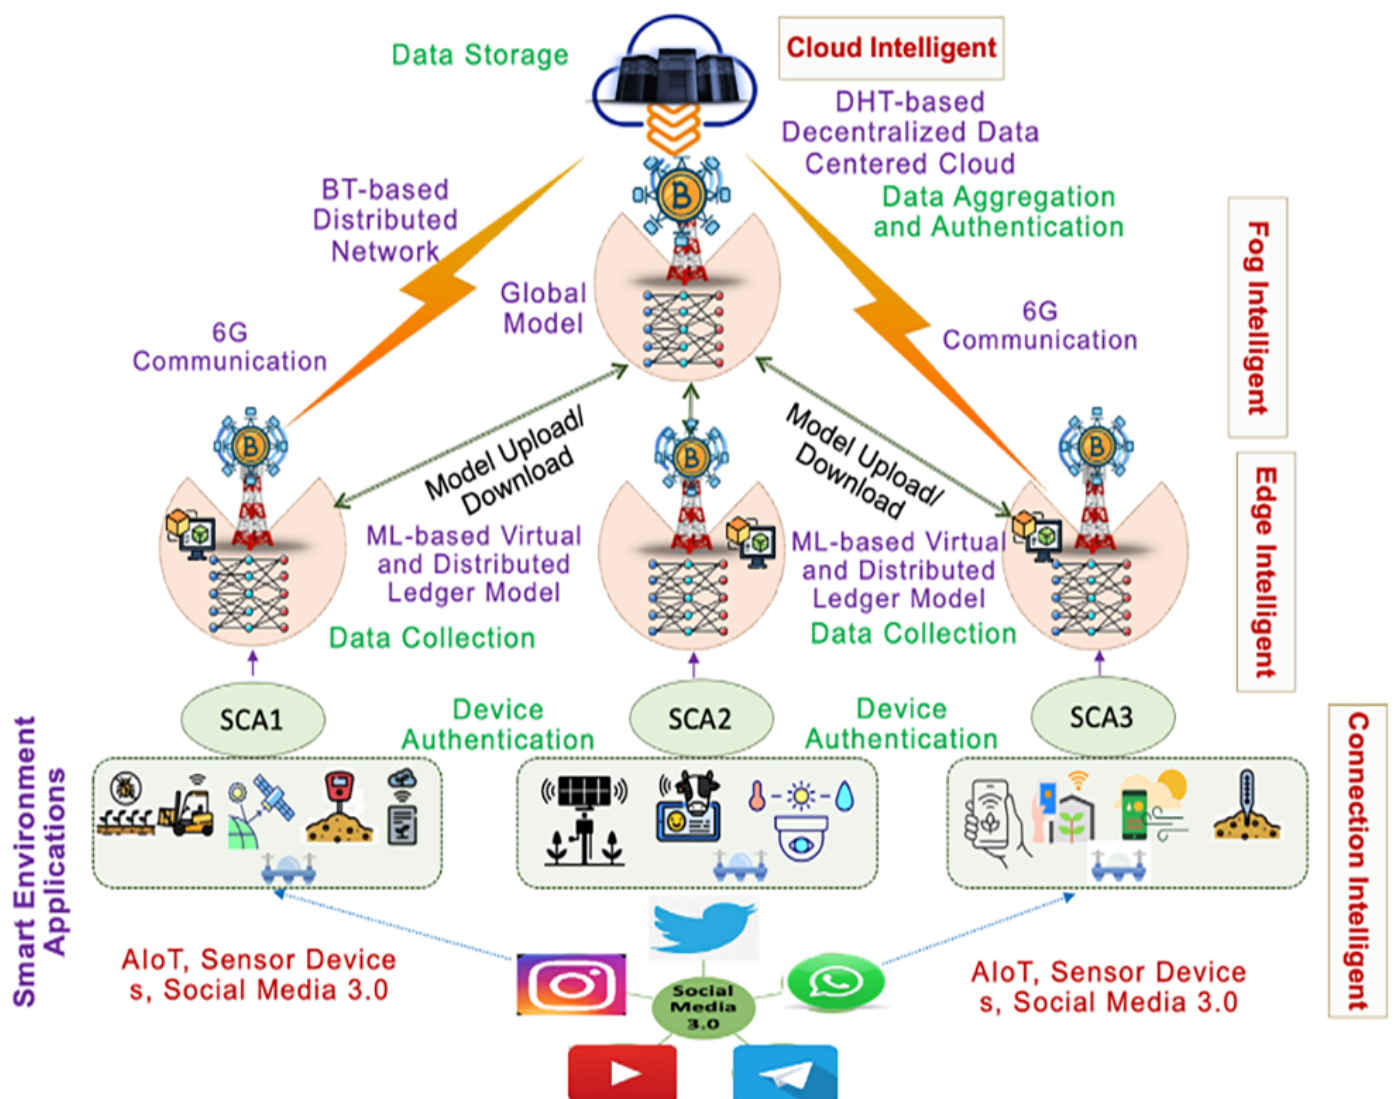 Data Storage
Cloud Intelligent
DHT-based
Decentralized Data
Centered Cloud
Data Aggregation
and Authentication
BT-based
Distributed
Network
Global
Model
6G
Communication
6G
Communication
Fog Intelligent
Model Upload/
Download
Model Upload/
Download
ML-based Virtual
and Distributed
Ledger Model
Data Collection
ML-based Virtual
and Distributed
Ledger Model
Data Collection
Edge Intelligent
SCA1
Device
Authentication
SCA2
Device
Authentication
SCA3
Smart Environment
Applications
Connection Intelligent
AIoT, Sensor Device
s, Social Media 3.0
Social
Media
3.0
AIoT, Sensor Device
s, Social Media 3.0